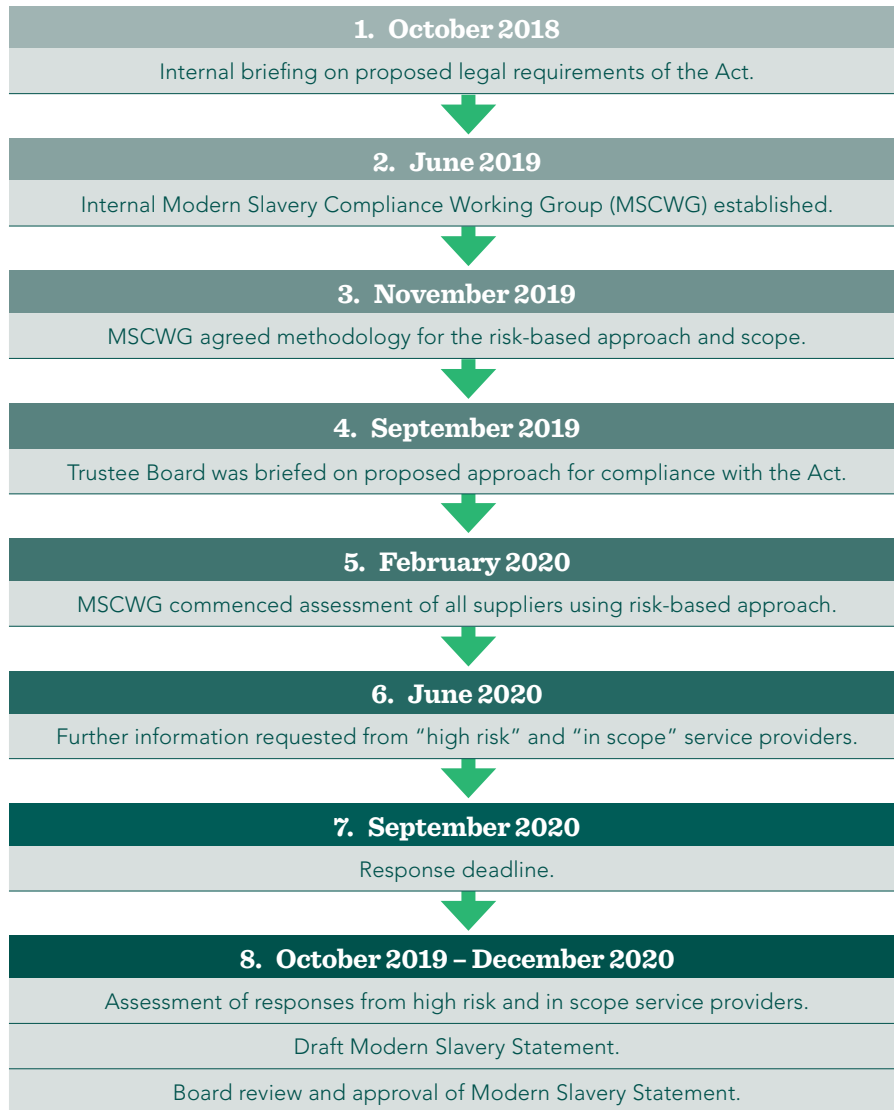 1. October 2018
Internal briefing on proposed legal requirements of the Act.
2. June 2019
Internal Modern Slavery Compliance Working Group (MSCWG) established.
3. November 2019
MSCWG agreed methodology for the risk-based approach and scope.
4. September 2019
Trustee Board was briefed on proposed approach for compliance with the Act.
5. February 2020
MSCWG commenced assessment of all suppliers using risk-based approach.
6. June 2020
Further information requested from “high risk” and “in scope” service providers.
7. September 2020
Response deadline.
8. October 2019 – December 2020
Assessment of responses from high risk and in scope service providers.
Draft Modern Slavery Statement.
Board review and approval of Modern Slavery Statement.